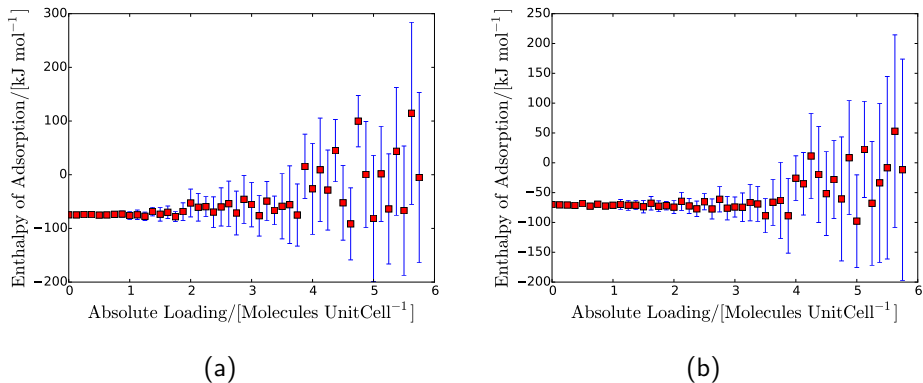 300
200
100
0
−100
−200
0 1 2 3 4 5 6
Enthalpy of Adsorption/[kJ mol−1]
Absolute Loading/[Molecules UnitCell−1]
(a)
250
200
150
100
50
0
−50
−100
−150
−200
0 1 2 3 4 5 6
Enthalpy of Adsorption/[kJ mol−1]
Absolute Loading/[Molecules UnitCell−1]
(b)